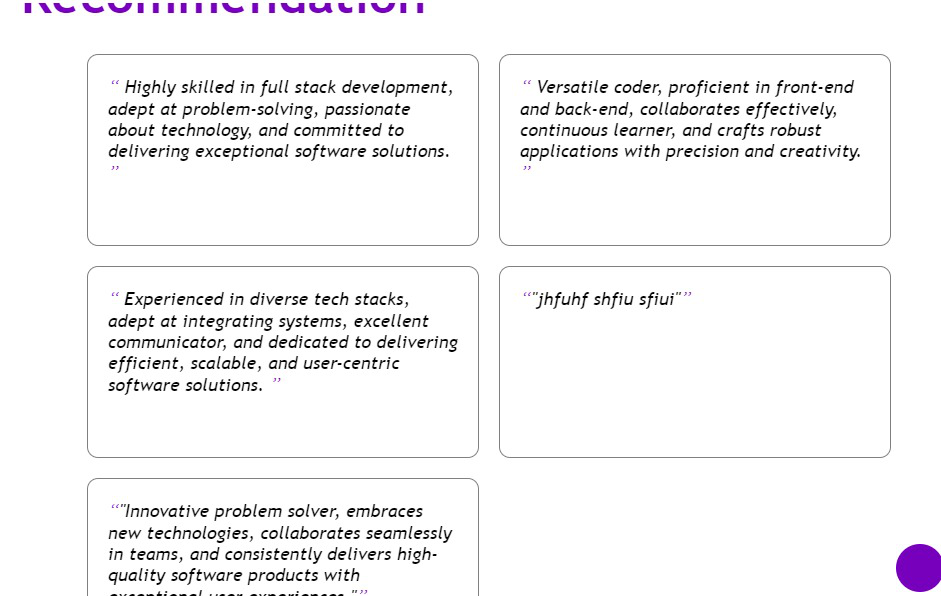 Recommendation
“ Highly skilled in full stack development,
adept at problem-solving, passionate
about technology, and committed to
delivering exceptional software solutions.
”
“ Versatile coder, proficient in front-end
and back-end, collaborates effectively,
continuous learner, and crafts robust
applications with precision and creativity.
”
“ Experienced in diverse tech stacks,
adept at integrating systems, excellent
communicator, and dedicated to delivering
efficient, scalable, and user-centric
software solutions. ”
“"jhfuhf shfiu sfiui"”
“"Innovative problem solver, embraces
new technologies, collaborates seamlessly
in teams, and consistently delivers high-
quality software products with
exceptional user experiences."”